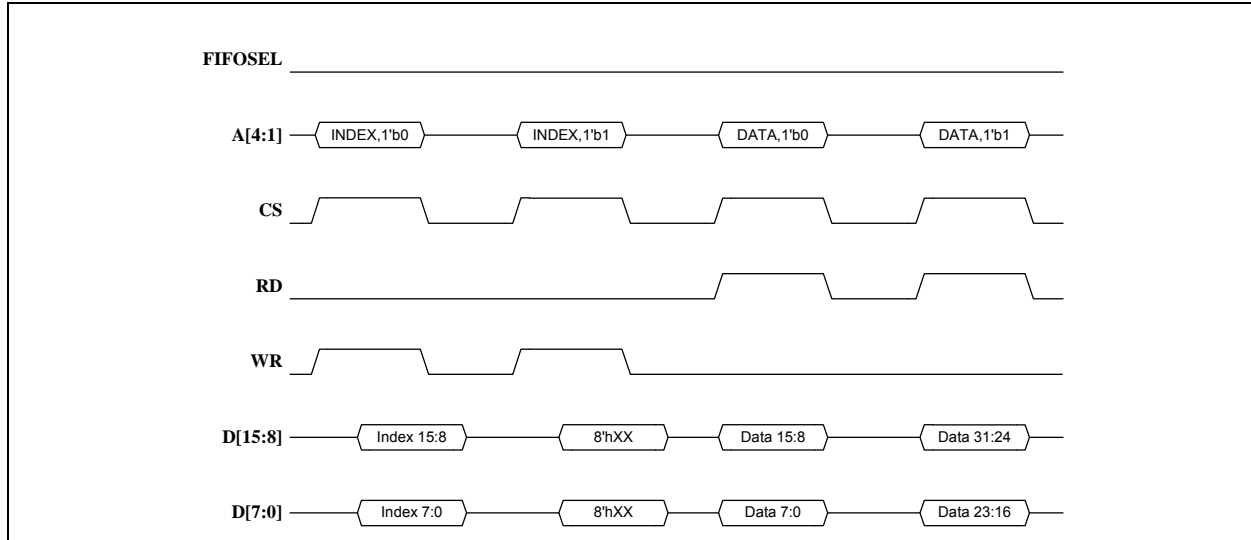 FIFOSEL
A[4:1] INDEX,1'b0 INDEX,1'b1 DATA,1'b0 DATA,1'b1
CS
RD
WR
D[15:8] Index 15:8 8'hXX Data 15:8 Data 31:24
D[7:0] Index 7:0 8'hXX Data 7:0 Data 23:16